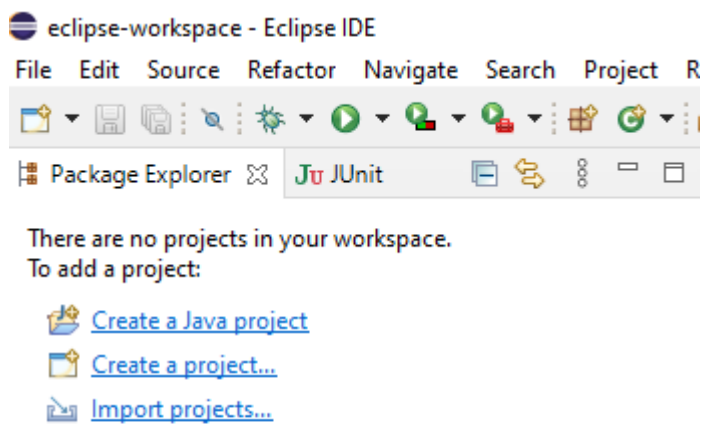 eclipse-workspace - Eclipse IDE
File Edit Source Refactor Navigate Search Project R
Package Explorer JU JUnit
There are no projects in your workspace.
To add a project:
Create a Java project
Create a project...
Import projects...